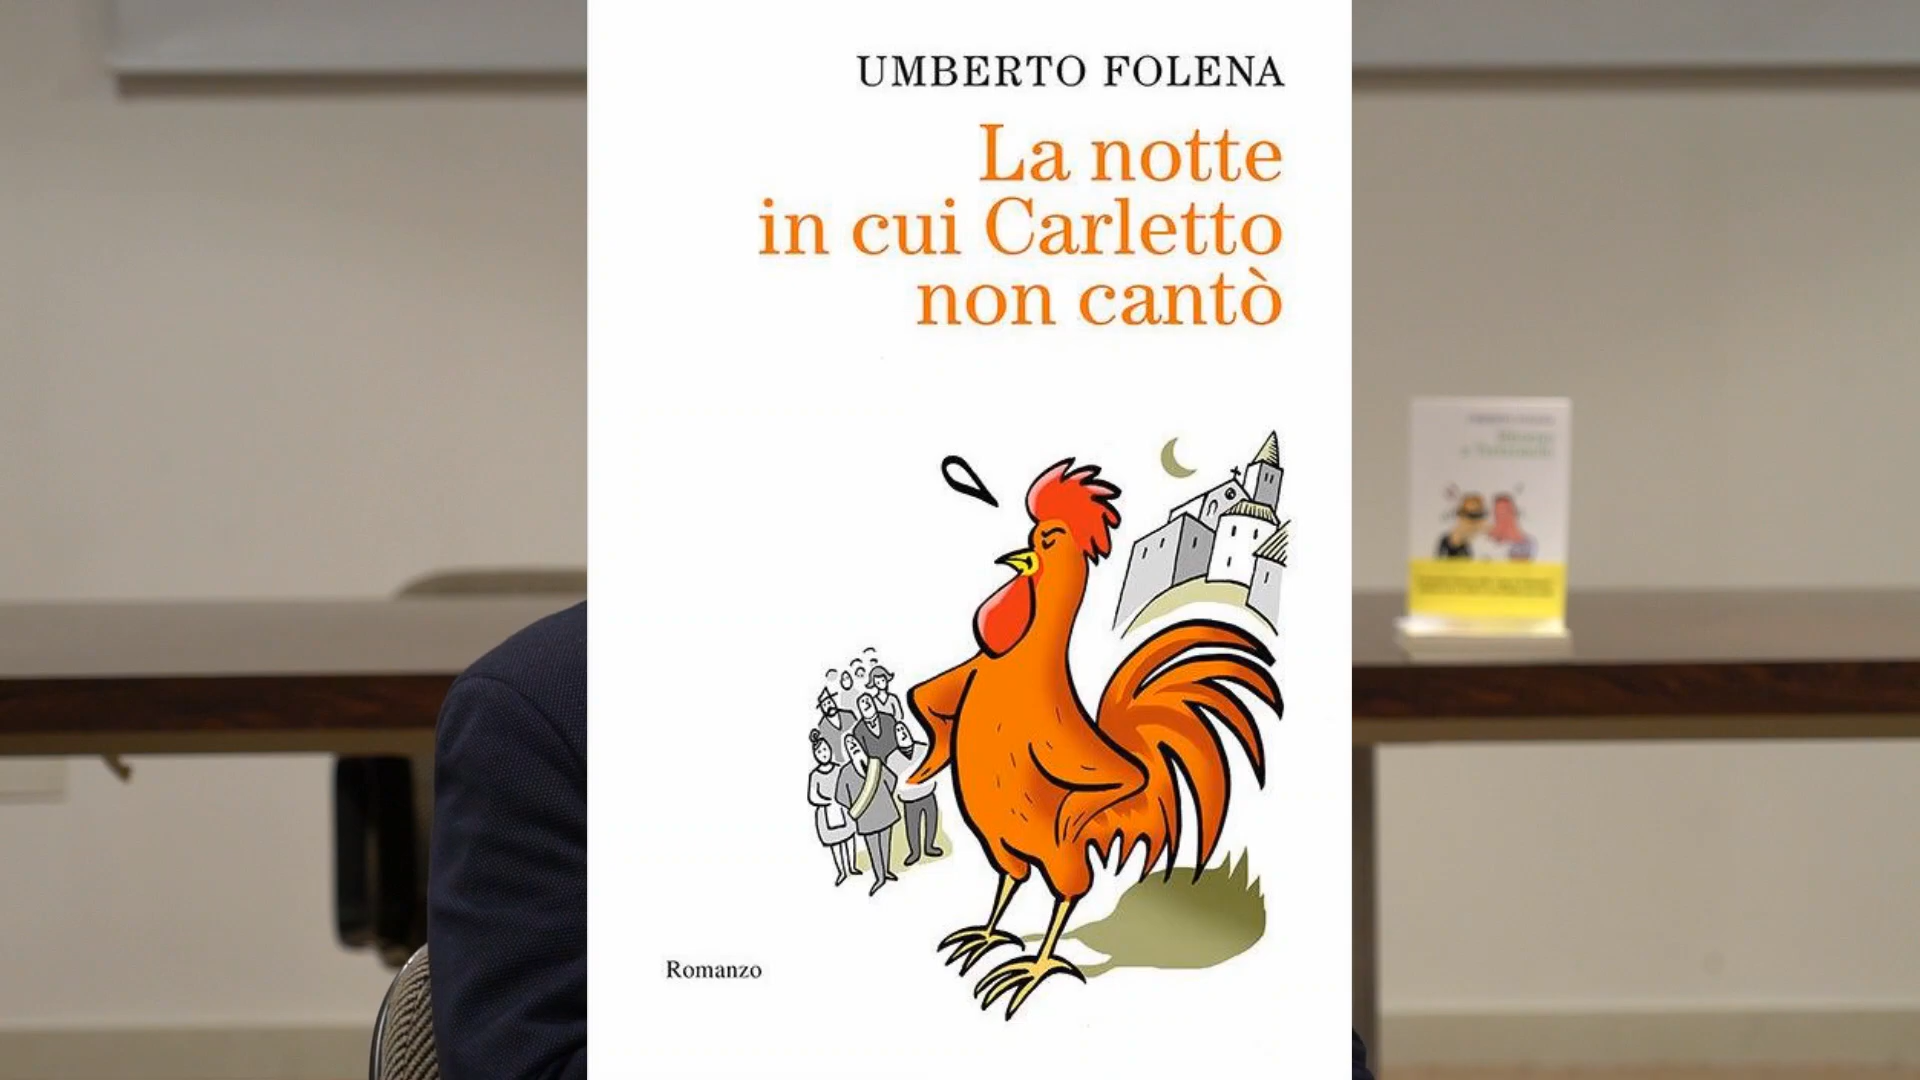 UMBERTO FOLENA
La notte
in cui Carletto
non cantò
Romanzo